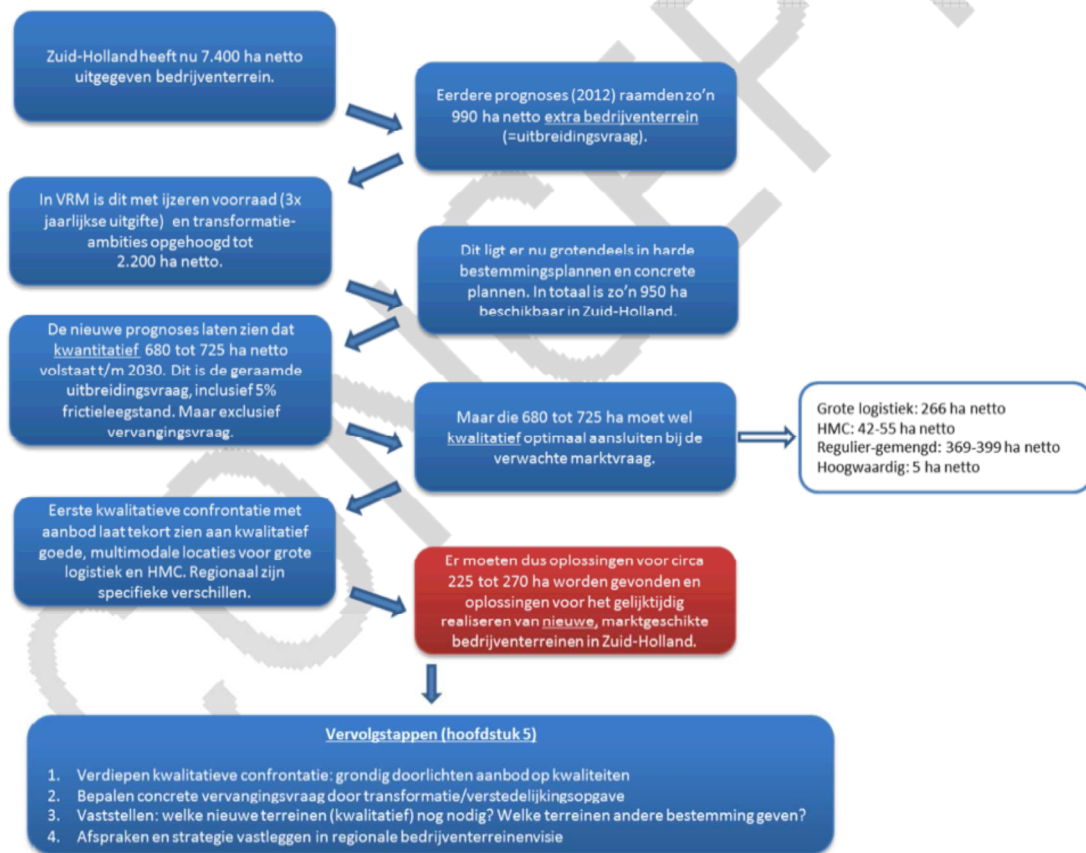 Zuid-Holland heeft nu 7.400 ha netto
uitgegeven bedrijventerrein.
Eerdere prognoses (2012) raamden zo'n
990 ha netto extra bedrijventerrein
(=uitbreidingsvraag).
In VRM is dit met ijzeren voorraad (3x
jaarlijkse uitgifte) en transformatie-
ambities opgehoogd tot
2.200 ha netto.
Dit ligt er nu grotendeels in harde
bestemmingsplannen en concrete
plannen. In totaal is zo'n 950 ha
beschikbaar in Zuid-Holland.
De nieuwe prognoses laten zien dat
kwantitatief 680 tot 725 ha netto
volstaat t/m 2030. Dit is de geraamde
uitbreidingsvraag, inclusief 5%
frictieleegstand. Maar exclusief
vervangingsvraag.
Maar die 680 tot 725 ha moet wel
kwalitatief optimaal aansluiten bij de
verwachte marktvraag.
Grote logistiek: 266 ha netto
HMC: 42-55 ha netto
Regulier-gemengd: 369-399 ha netto
Hoogwaardig: 5 ha netto
Eerste kwalitatieve confrontatie met
aanbod laat tekort zien aan kwalitatief
goede, multimodale locaties voor grote
logistiek en HMC. Regionaal zijn
specifieke verschillen.
Er moeten dus oplossingen voor circa
225 tot 270 ha worden gevonden en
oplossingen voor het gelijktijdig
realiseren van nieuwe, marktgeschikte
bedrijventerreinen in Zuid-Holland.
Vervolgstappen (hoofdstuk 5)
1. Verdiepen kwalitatieve confrontatie: grondig doorlichten aanbod op kwaliteiten
2. Bepalen concrete vervangingsvraag door transformatie/verstedelijkingsopgave
3. Vaststellen: welke nieuwe terreinen (kwalitatief) nog nodig? Welke terreinen andere bestemming geven?
4. Afspraken en strategie vastleggen in regionale bedrijventerreinenvisie